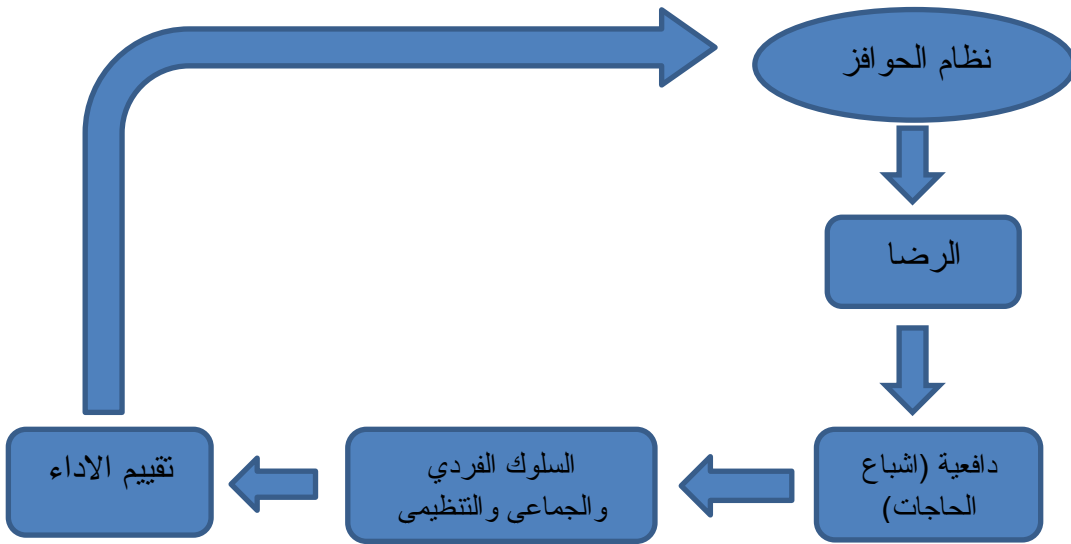 نظام الحوافز
الرضا
دافعية (اشباع
الحاجات)
السلوك الفردي
والجماعى والتنظيمى
تقييم الاداء